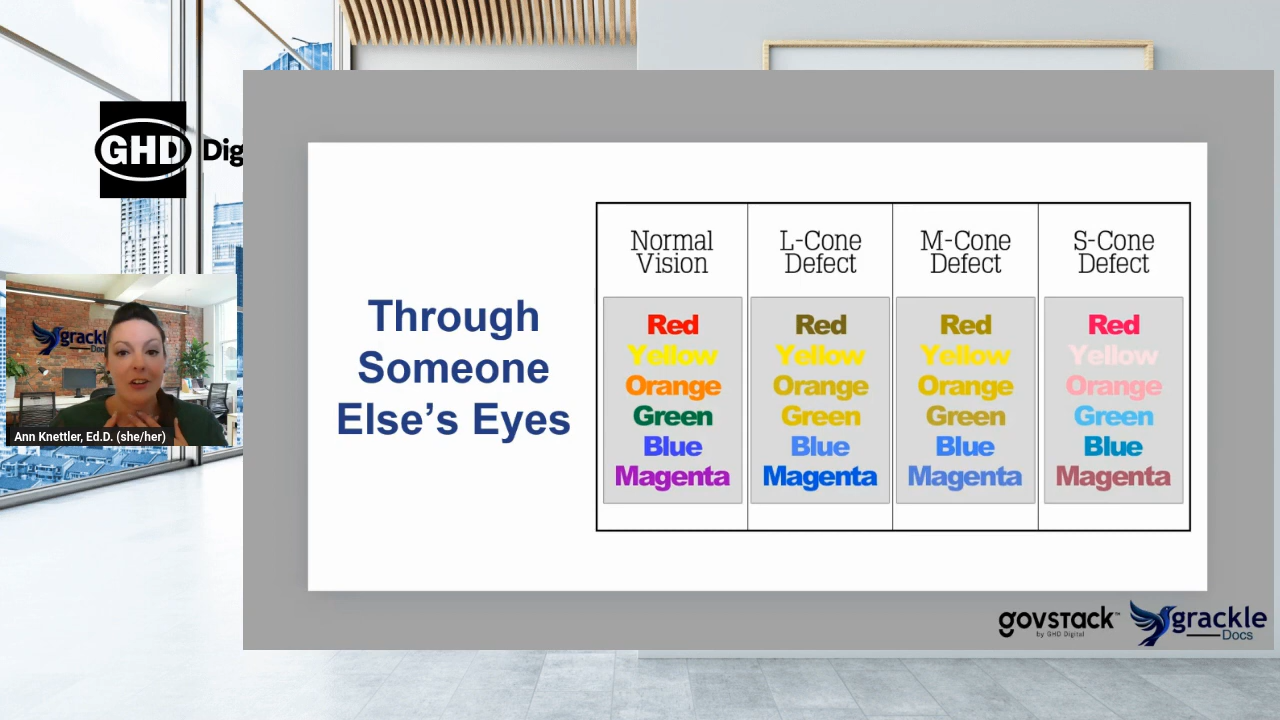 GHD Dig
grackle
Docs
Ann Knettler, Ed.D. (she/her)
Through
Someone
Else’s Eyes
Normal
Vision
Red
Yellow
Orange
Green
Blue
Magenta
L-Cone
Defect
Red
Yellow
Orange
Green
Blue
Magenta
M-Cone
Defect
Red
Yellow
Orange
Green
Blue
Magenta
S-Cone
Defect
Red
Yellow
Orange
Green
Blue
Magenta
govstack™
by GHD Digital
grackle
Docs